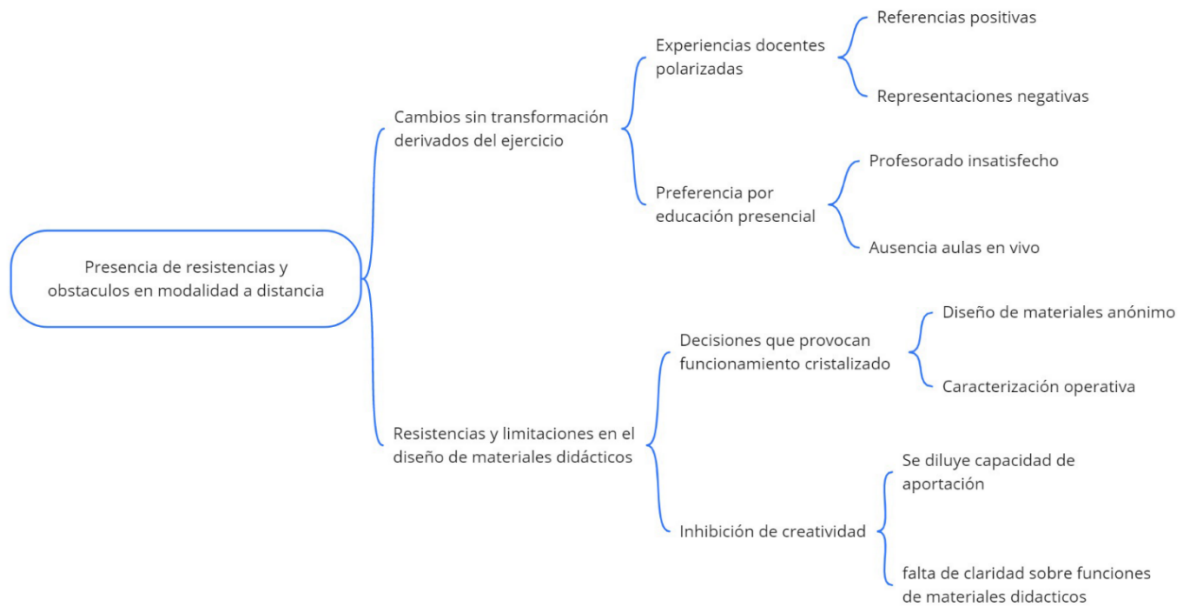 Presencia de resistencias y
obstaculos en modalidad a distancia
Cambios sin transformación
derivados del ejercicio
Experiencias docentes
polarizadas
Referencias positivas
Representaciones negativas
Preferencia por
educación presencial
Profesorado insatisfecho
Ausencia aulas en vivo
Resistencias y limitaciones en el
diseño de materiales didácticos
Decisiones que provocan
funcionamiento cristalizado
Diseño de materiales anónimo
Caracterización operativa
Inhibición de creatividad
Se diluye capacidad de
aportación
falta de claridad sobre funciones
de materiales didacticos